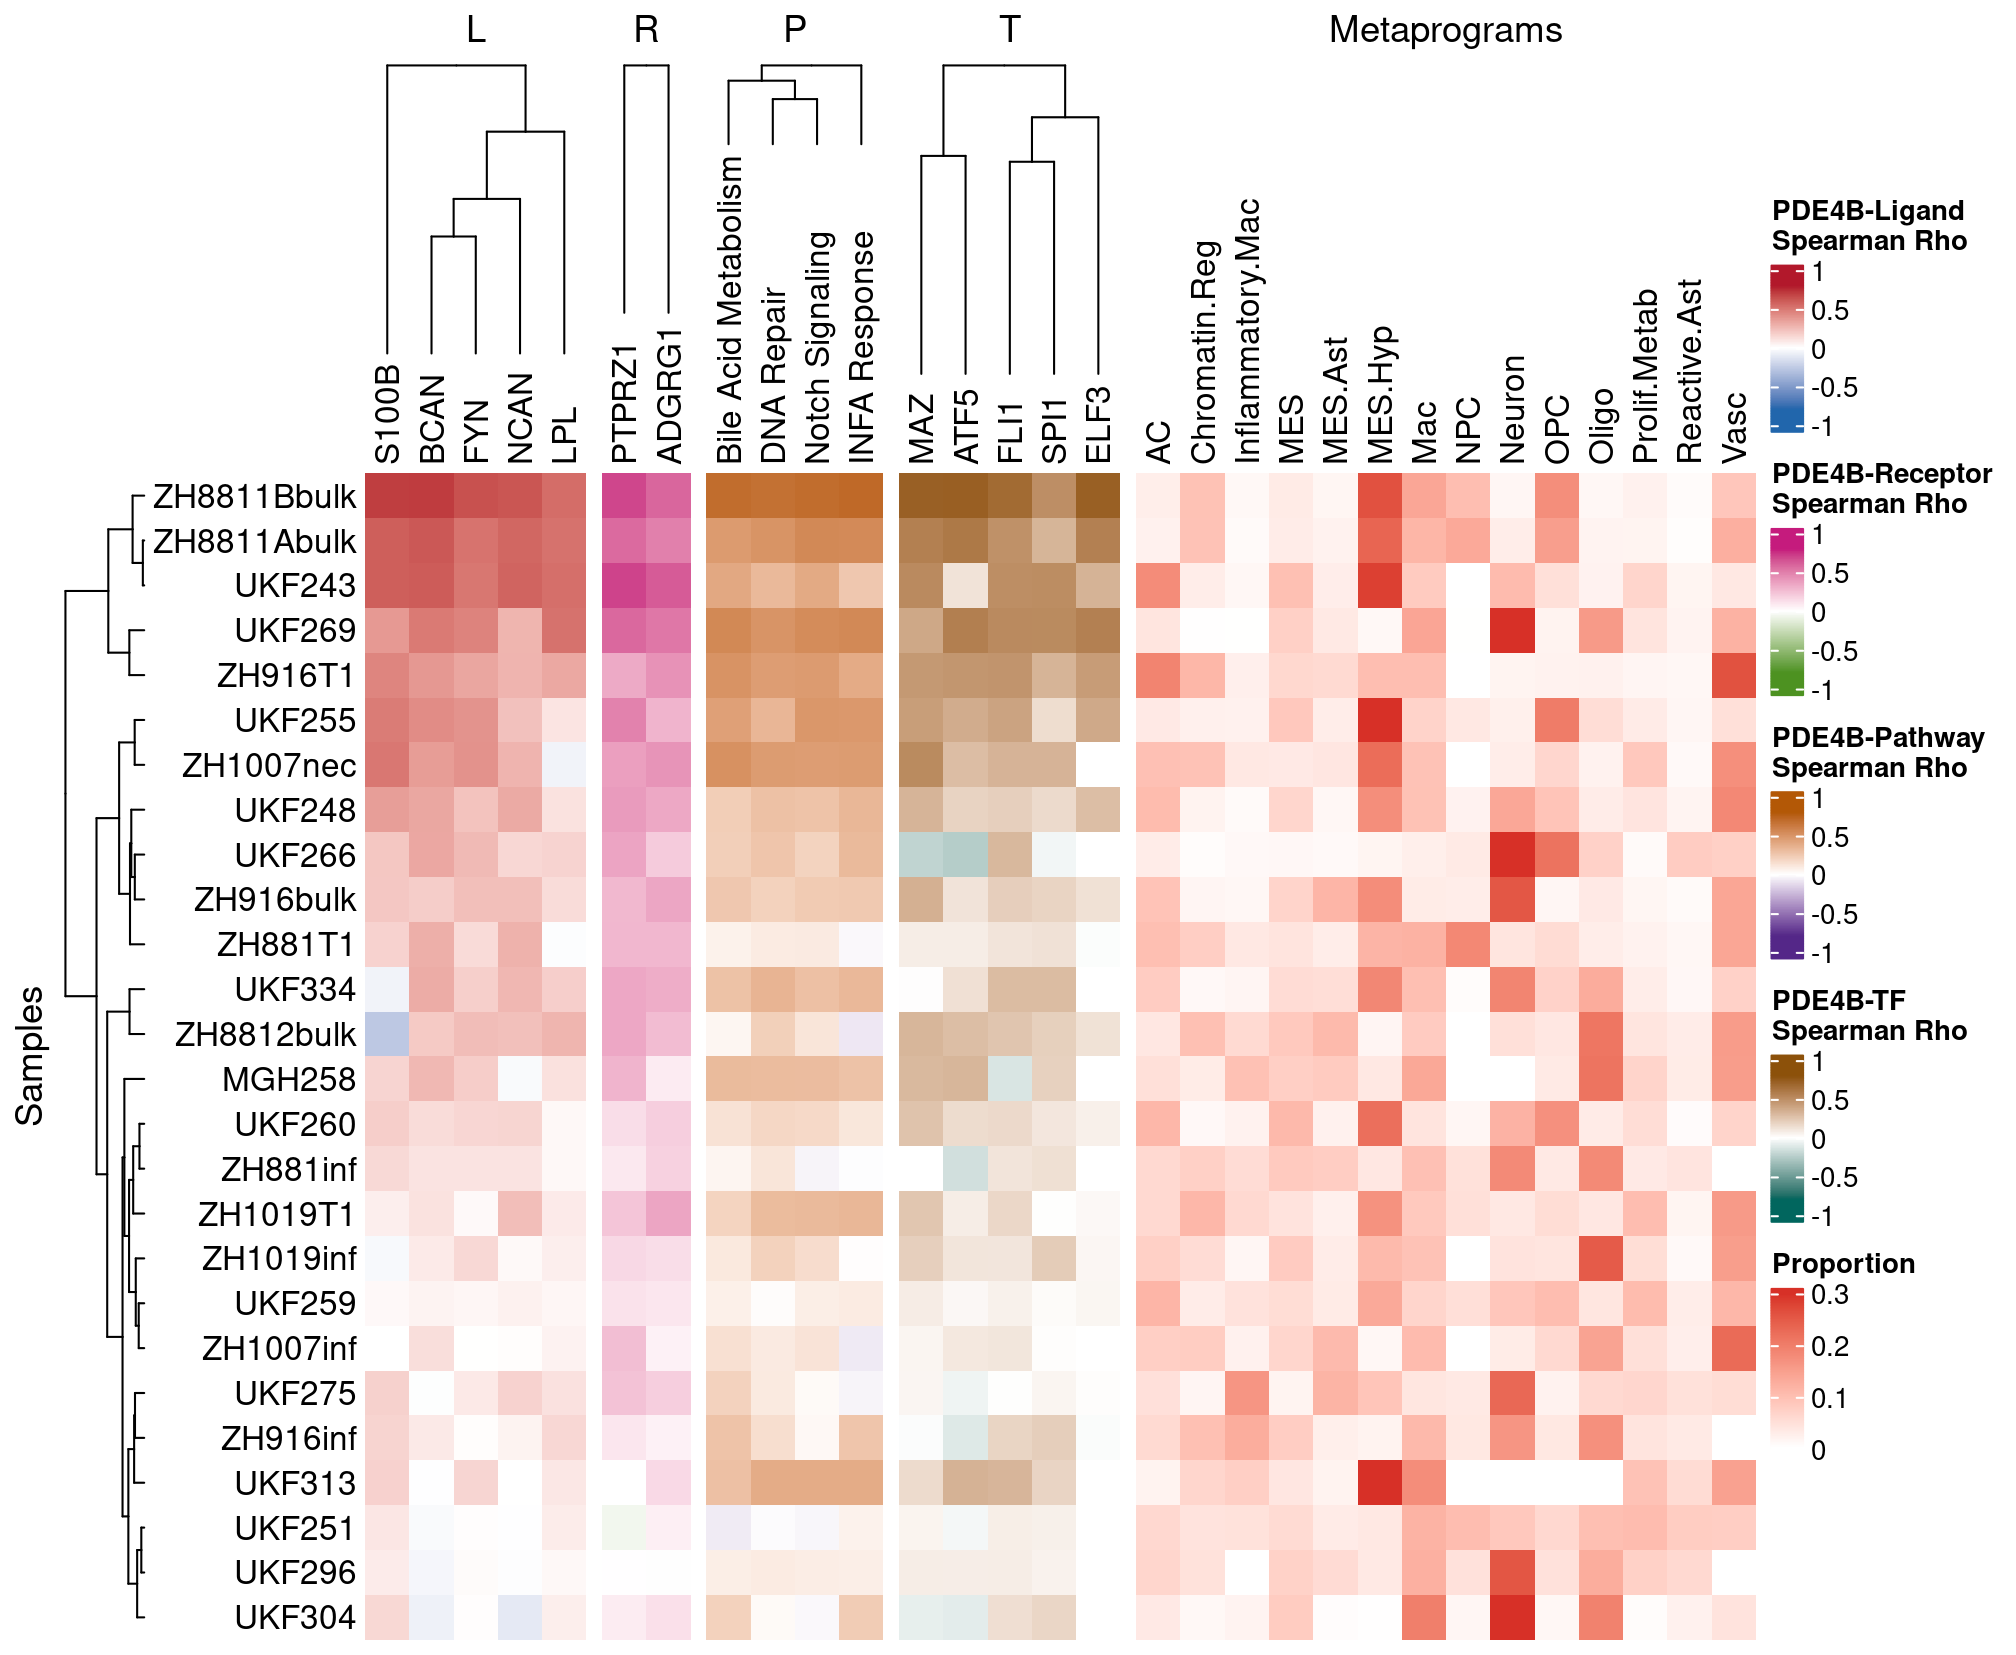 L
R
P
T
Metaprograms
S100B
BCAN
FYN
NCAN
LPL
PTPRZ1
ADGRG1
Bile Acid Metabolism
DNA Repair
Notch Signaling
INFA Response
MAZ
ATF5
FLI1
SPI1
ELF3
AC
Chromatin.Reg
Inflammatory.Mac
MES
MES.Ast
MES.Hyp
Mac
NPC
Neuron
OPC
Oligo
Prolif.Metab
Reactive.Ast
Vasc
Samples
ZH8811Bbulk
ZH8811Abulk
UKF243
UKF269
ZH916T1
UKF255
ZH1007nec
UKF248
UKF266
ZH916bulk
ZH881T1
UKF334
ZH8812bulk
MGH258
UKF260
ZH881inf
ZH1019T1
ZH1019inf
UKF259
ZH1007inf
UKF275
ZH916inf
UKF313
UKF251
UKF296
UKF304
PDE4B-Ligand
Spearman Rho
1
0.5
0
-0.5
-1
PDE4B-Receptor
Spearman Rho
1
0.5
0
-0.5
-1
PDE4B-Pathway
Spearman Rho
1
0.5
0
-0.5
-1
PDE4B-TF
Spearman Rho
1
0.5
0
-0.5
-1
Proportion
0.3
0.2
0.1
0